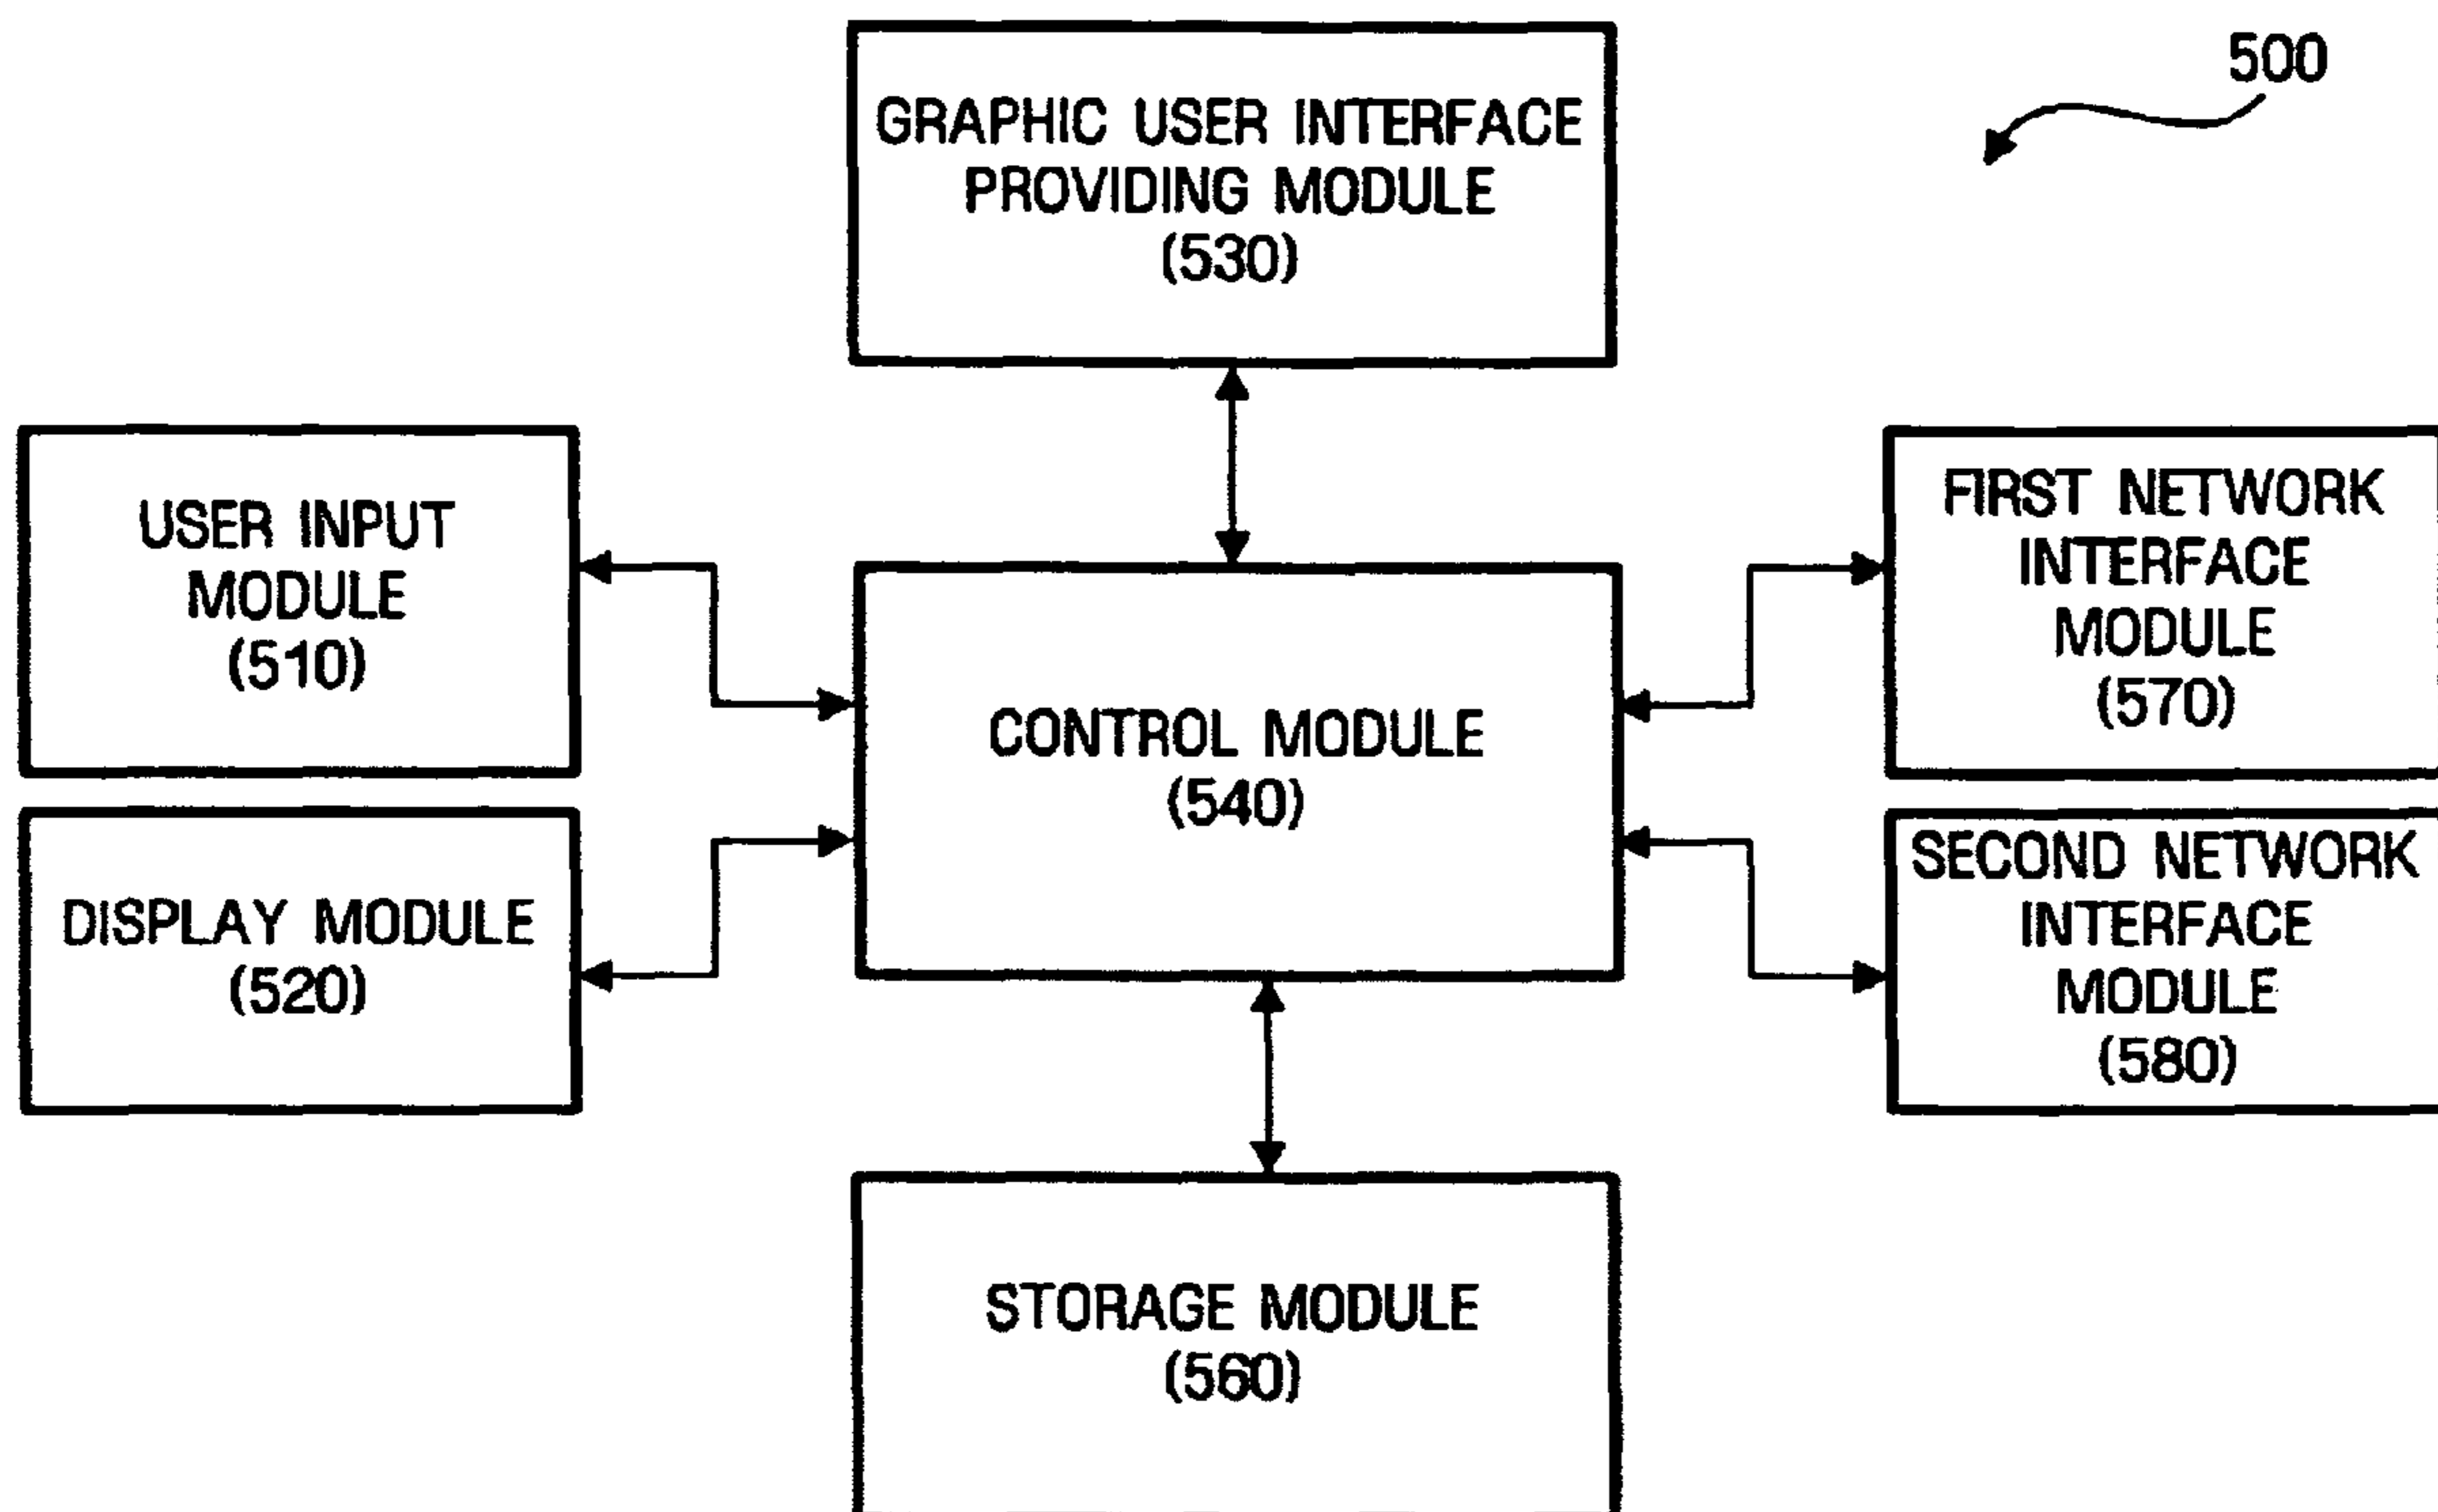 500
GRAPHIC USER INTERFACE
PROVIDING MODULE
(530)
USER INPUT
MODULE
(510)
FIRST NETWORK
INTERFACE
MODULE
(570)
CONTROL MODULE
(540)
DISPLAY MODULE
(520)
SECOND NETWORK
INTERFACE
MODULE
(580)
STORAGE MODULE
(560)